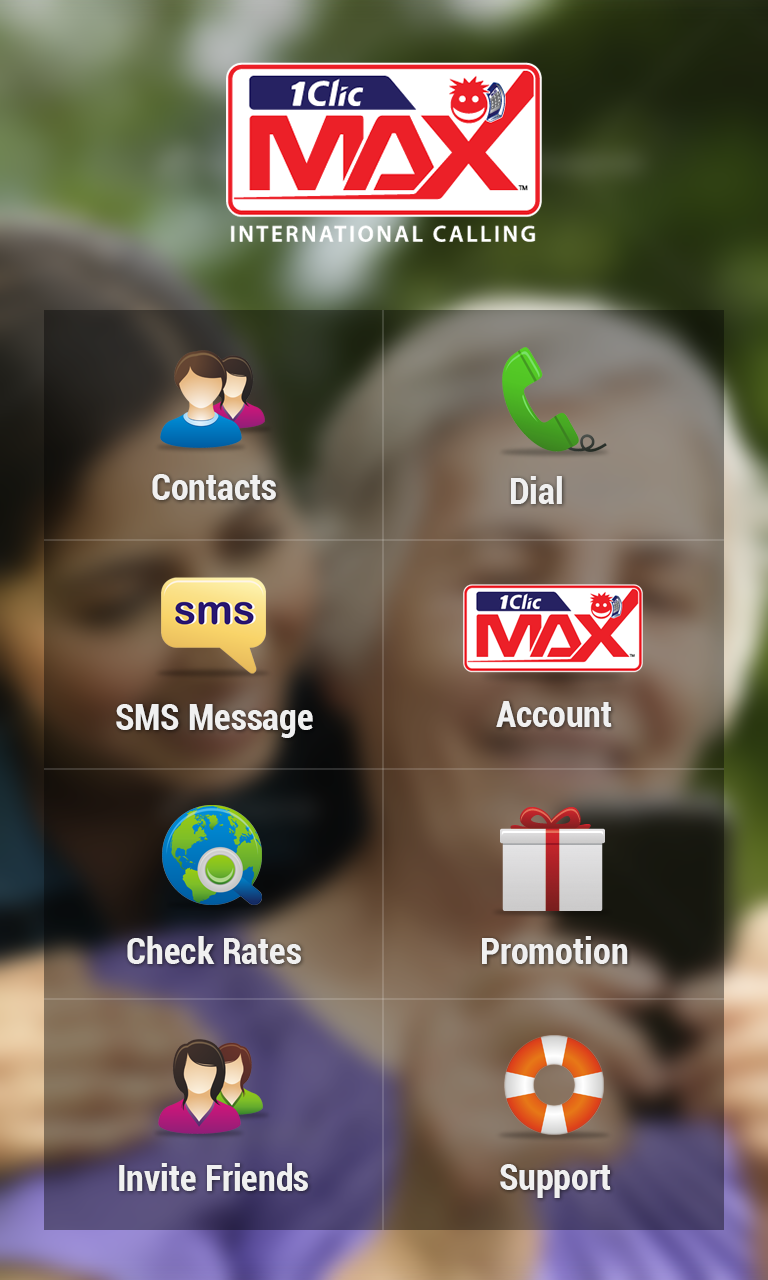 1Clic
MAX™
INTERNATIONAL CALLING
Contacts
Dial
sms
SMS Message
1Clic
MAX™
Account
Check Rates
Promotion
Invite Friends
Support